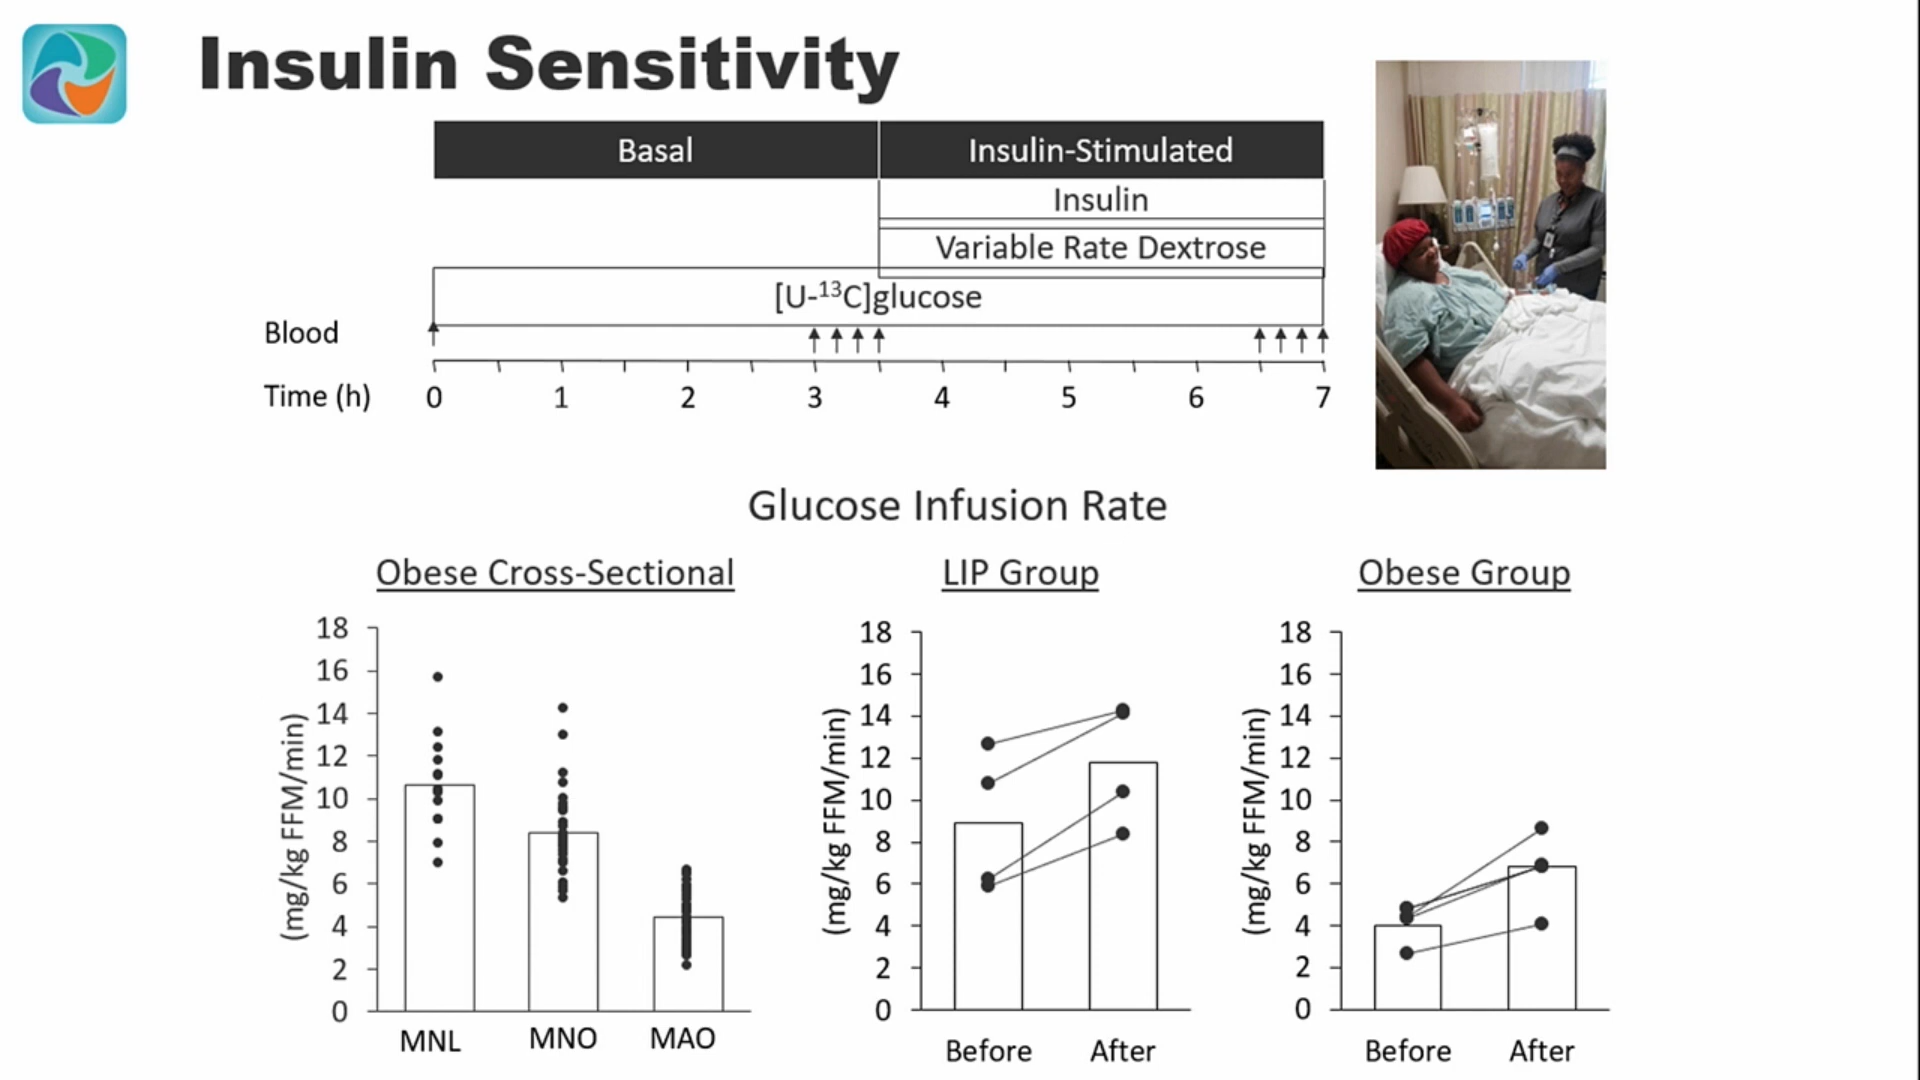 Insulin Sensitivity
Basal
Insulin-Stimulated
Insulin
Variable Rate Dextrose
[U-¹³C]glucose
Blood
Time (h)
0 1 2 3 4 5 6 7
Glucose Infusion Rate
Obese Cross-Sectional
(mg/kg FFM/min)
18
16
14
12
10
8
6
4
2
0
MNL MNO MAO
LIP Group
(mg/kg FFM/min)
18
16
14
12
10
8
6
4
2
0
Before After
Obese Group
(mg/kg FFM/min)
18
16
14
12
10
8
6
4
2
0
Before After